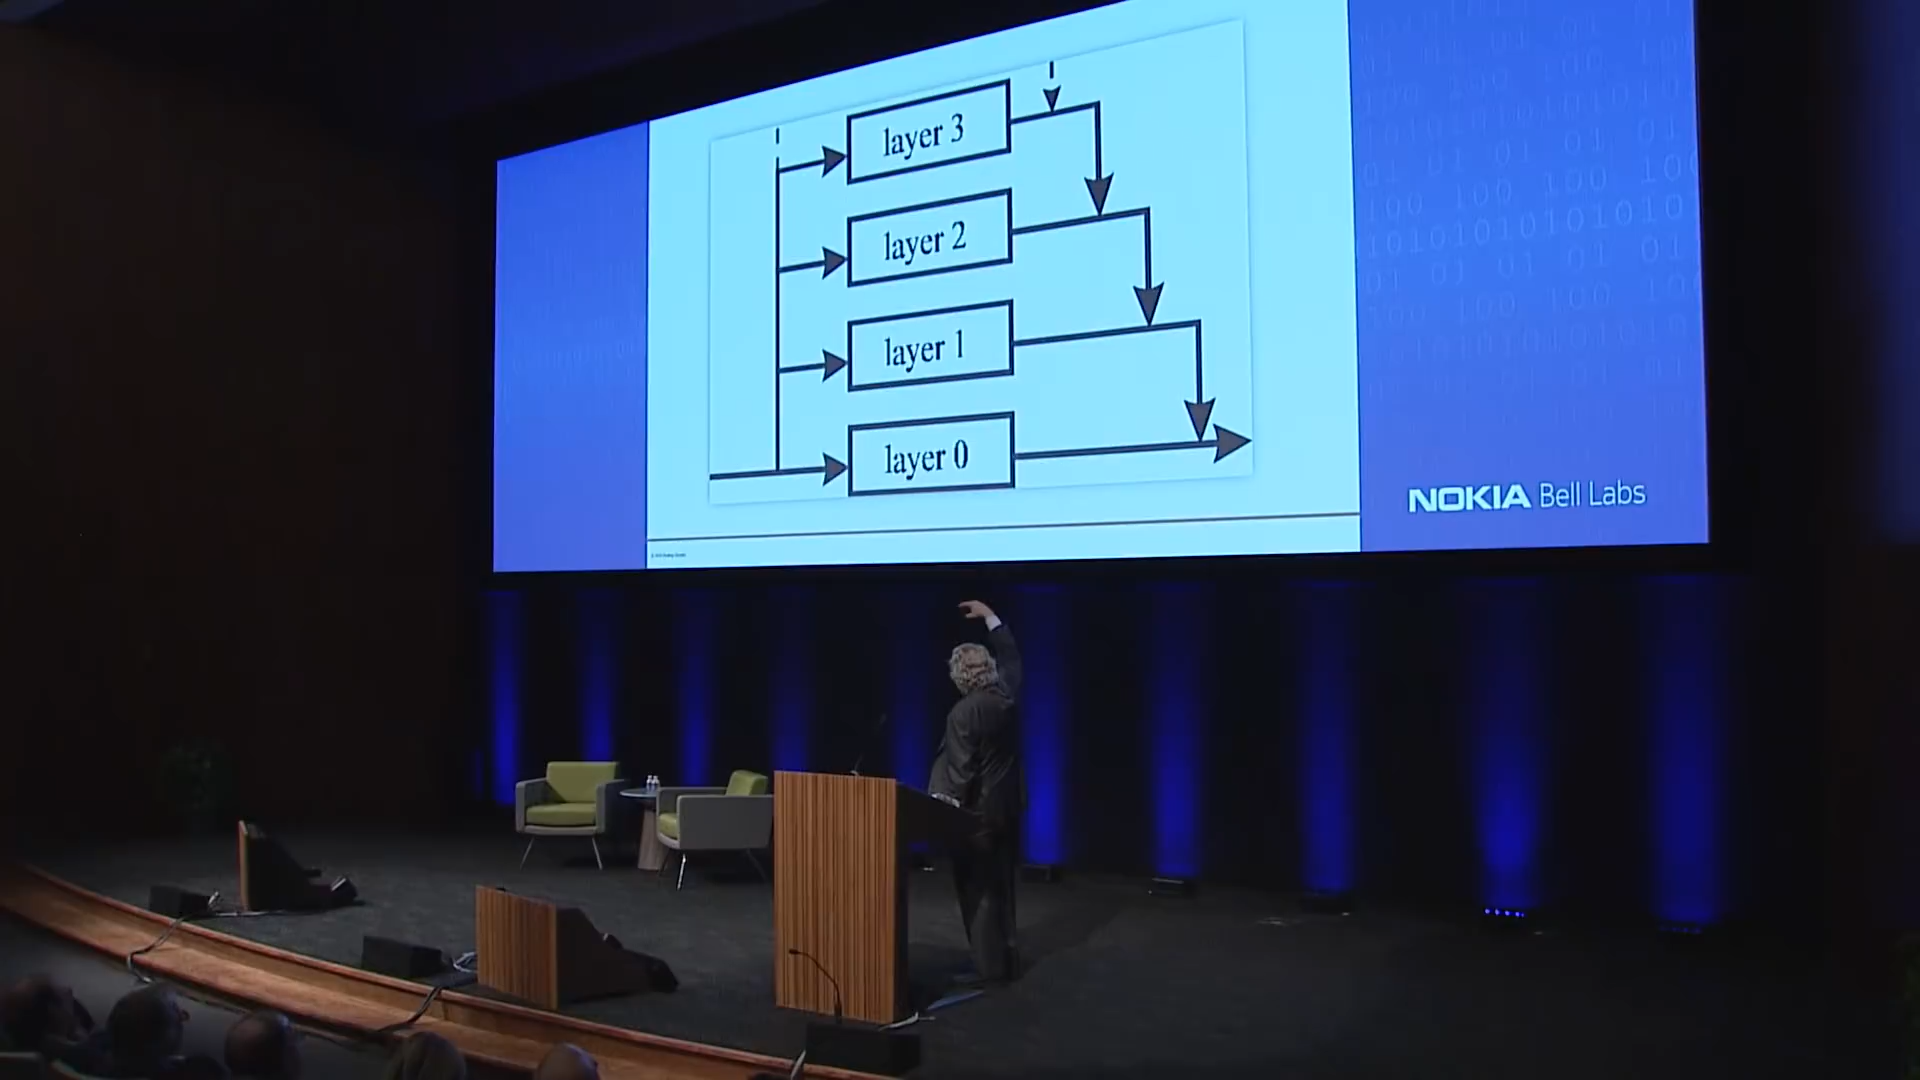 layer 3
layer 2
layer 1
layer 0
NOKIA Bell Labs